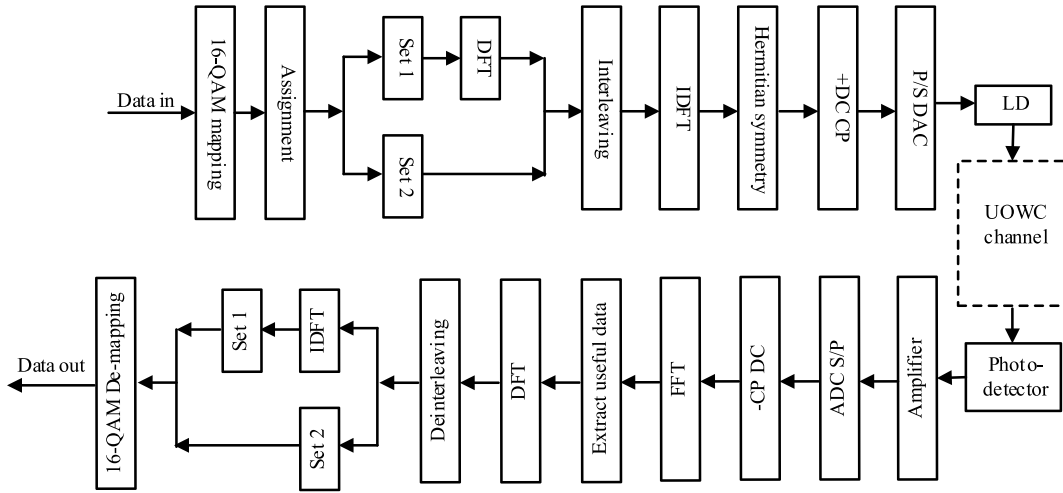 Data in
16-QAM mapping
Assignment
Set 1
DFT
Set 2
Interleaving
IDFT
Hermitian symmetry
+DC CP
P/S DAC
LD
UOWC
channel
Photo-
detector
Amplifier
ADC S/P
-CP DC
FFT
Extract useful data
DFT
Deinterleaving
IDFT
Set 1
Set 2
16-QAM De-mapping
Data out